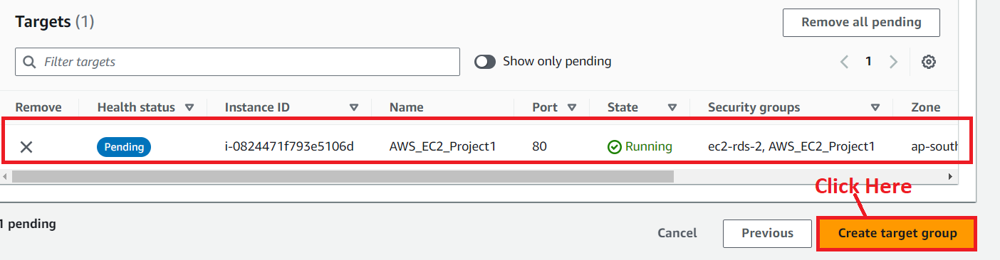 Targets (1)
Remove all pending
Filter targets
Show only pending
1
Remove Health status Instance ID Name Port State Security groups Zone
Pending i-0824471f793e5106d AWS_EC2_Project1 80 Running ec2-rds-2, AWS_EC2_Project1 ap-south
Click Here
1 pending
Cancel Previous Create target group